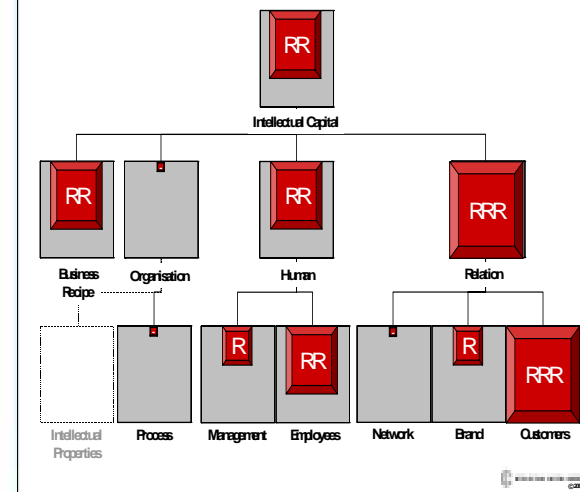 RR
Intellectual Capital
RR
RR
RRR
Business
Recipe
Organisation
Human
Relation
R
RR
R
RRR
Intellectual
Properties
Process
Management
Employees
Network
Brand
Customers